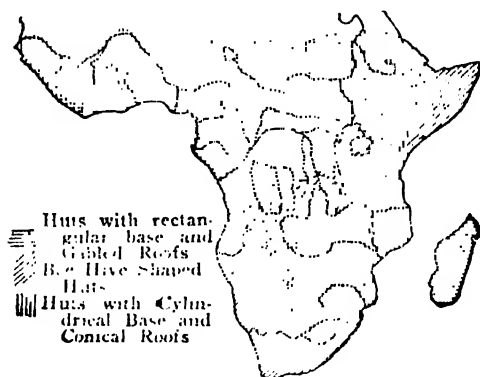 Huts with rectan-
gular base and
Gabled Roofs
Bee Hive Shaped
Huts
Huts with Cylin-
drical Base and
Conical Roofs